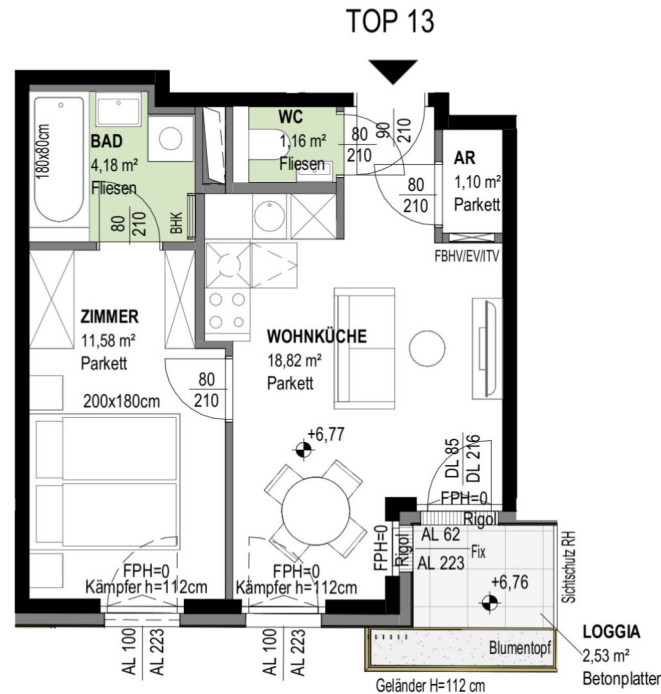 TOP 13
WC
1,16 m²
Fliesen
80
210
90
210
BAD
4,18 m²
Fliesen
180x80cm
80
210
BHK
AR
1,10 m²
Parkett
80
210
FBHV/EV/ITV
ZIMMER
11,58 m²
Parkett
80
210
200x180cm
WOHNKÜCHE
18,82 m²
Parkett
+6,77
DL 85
DL 216
FPH=0
Rigol
FPH=0
Rigol
AL 62
Fix
AL 223
+6,76
Sichtschutz RH
FPH=0
Kämpfer h=112cm
FPH=0
Kämpfer h=112cm
AL 100
AL 223
AL 100
AL 223
Blumentopf
LOGGIA
2,53 m²
Betonplatter
Geländer H=112 cm